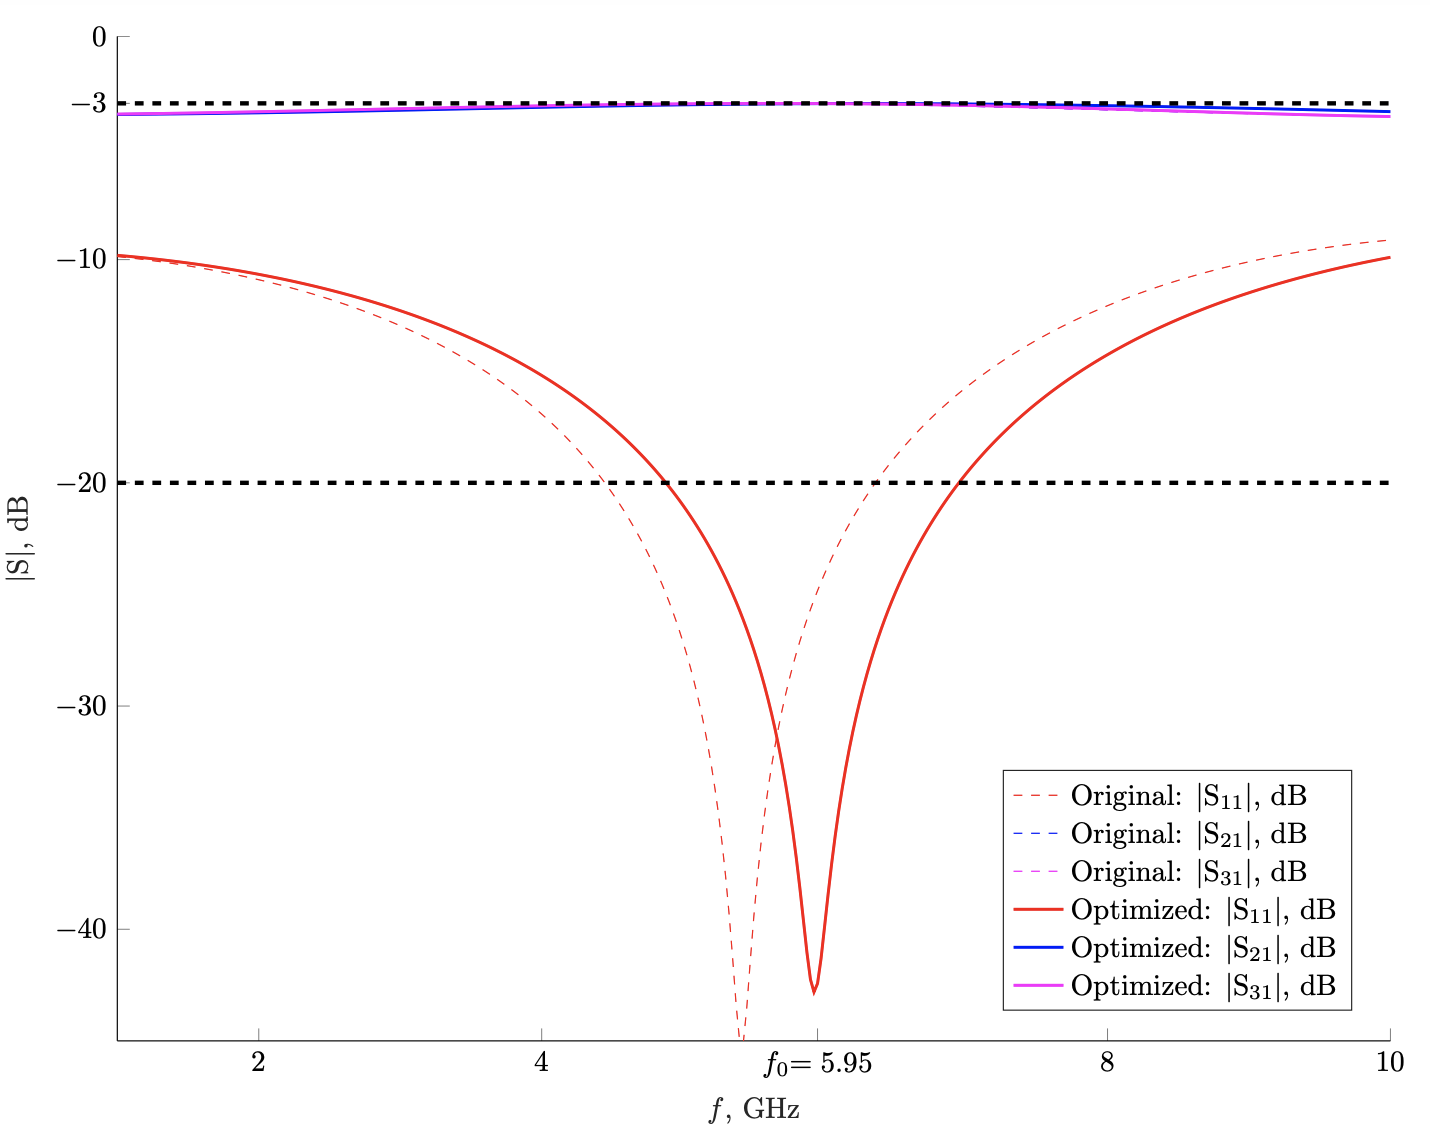 0
−3
−10
−20
−30
−40
|S|, dB
2 4 f₀= 5.95 8 10
f, GHz
Original: |S₁₁|, dB
Original: |S₂₁|, dB
Original: |S₃₁|, dB
Optimized: |S₁₁|, dB
Optimized: |S₂₁|, dB
Optimized: |S₃₁|, dB